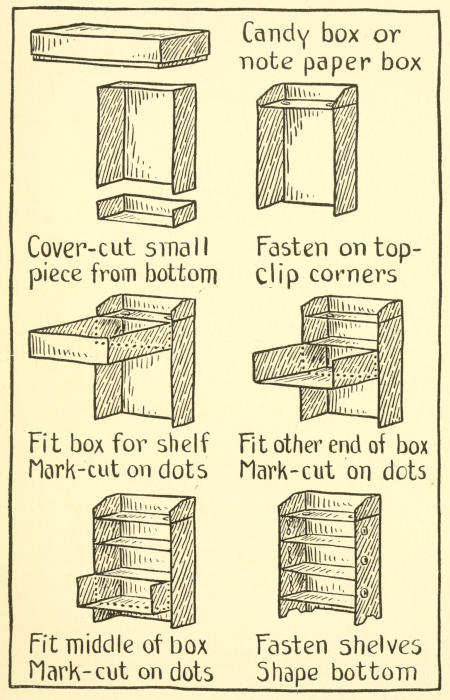 Candy box or
note paper box
Cover-cut small
piece from bottom
Fasten on top-
clip corners
Fit box for shelf
Mark-cut on dots
Fit other end of box
Mark-cut on dots
Fit middle of box
Mark-cut on dots
Fasten shelves
Shape bottom